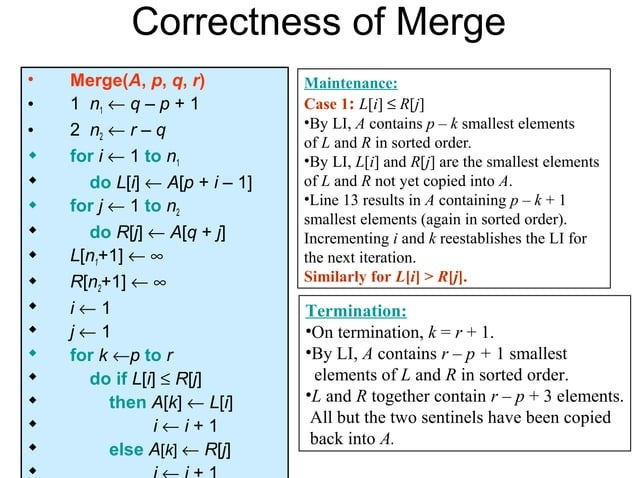 Correctness of Merge
• Merge(A, p, q, r)
• 1 n₁ ← q – p + 1
• 2 n₂ ← r – q
◆ for i ← 1 to n₁
◆ do L[i] ← A[p + i – 1]
◆ for j ← 1 to n₂
◆ do R[j] ← A[q + j]
◆ L[n₁+1] ← ∞
◆ R[n₂+1] ← ∞
◆ i ← 1
◆ j ← 1
◆ for k ←p to r
◆ do if L[i] ≤ R[j]
◆ then A[k] ← L[i]
◆ i ← i + 1
◆ else A[k] ← R[j]
◆ j ← j + 1
Maintenance:
Case 1: L[i] ≤ R[j]
•By LI, A contains p – k smallest elements
of L and R in sorted order.
•By LI, L[i] and R[j] are the smallest elements
of L and R not yet copied into A.
•Line 13 results in A containing p – k + 1
smallest elements (again in sorted order).
Incrementing i and k reestablishes the LI for
the next iteration.
Similarly for L[i] > R[j].
Termination:
•On termination, k = r + 1.
•By LI, A contains r – p + 1 smallest
elements of L and R in sorted order.
•L and R together contain r – p + 3 elements.
All but the two sentinels have been copied
back into A.